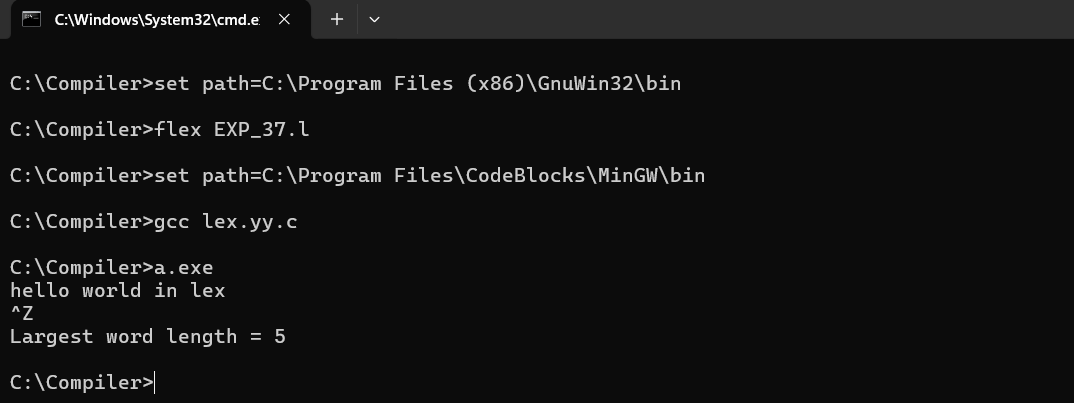 C:\Windows\System32\cmd.e
C:\Compiler>set path=C:\Program Files (x86)\GnuWin32\bin
C:\Compiler>flex EXP_37.l
C:\Compiler>set path=C:\Program Files\CodeBlocks\MinGW\bin
C:\Compiler>gcc lex.yy.c
C:\Compiler>a.exe
hello world in lex
^Z
Largest word length = 5
C:\Compiler>